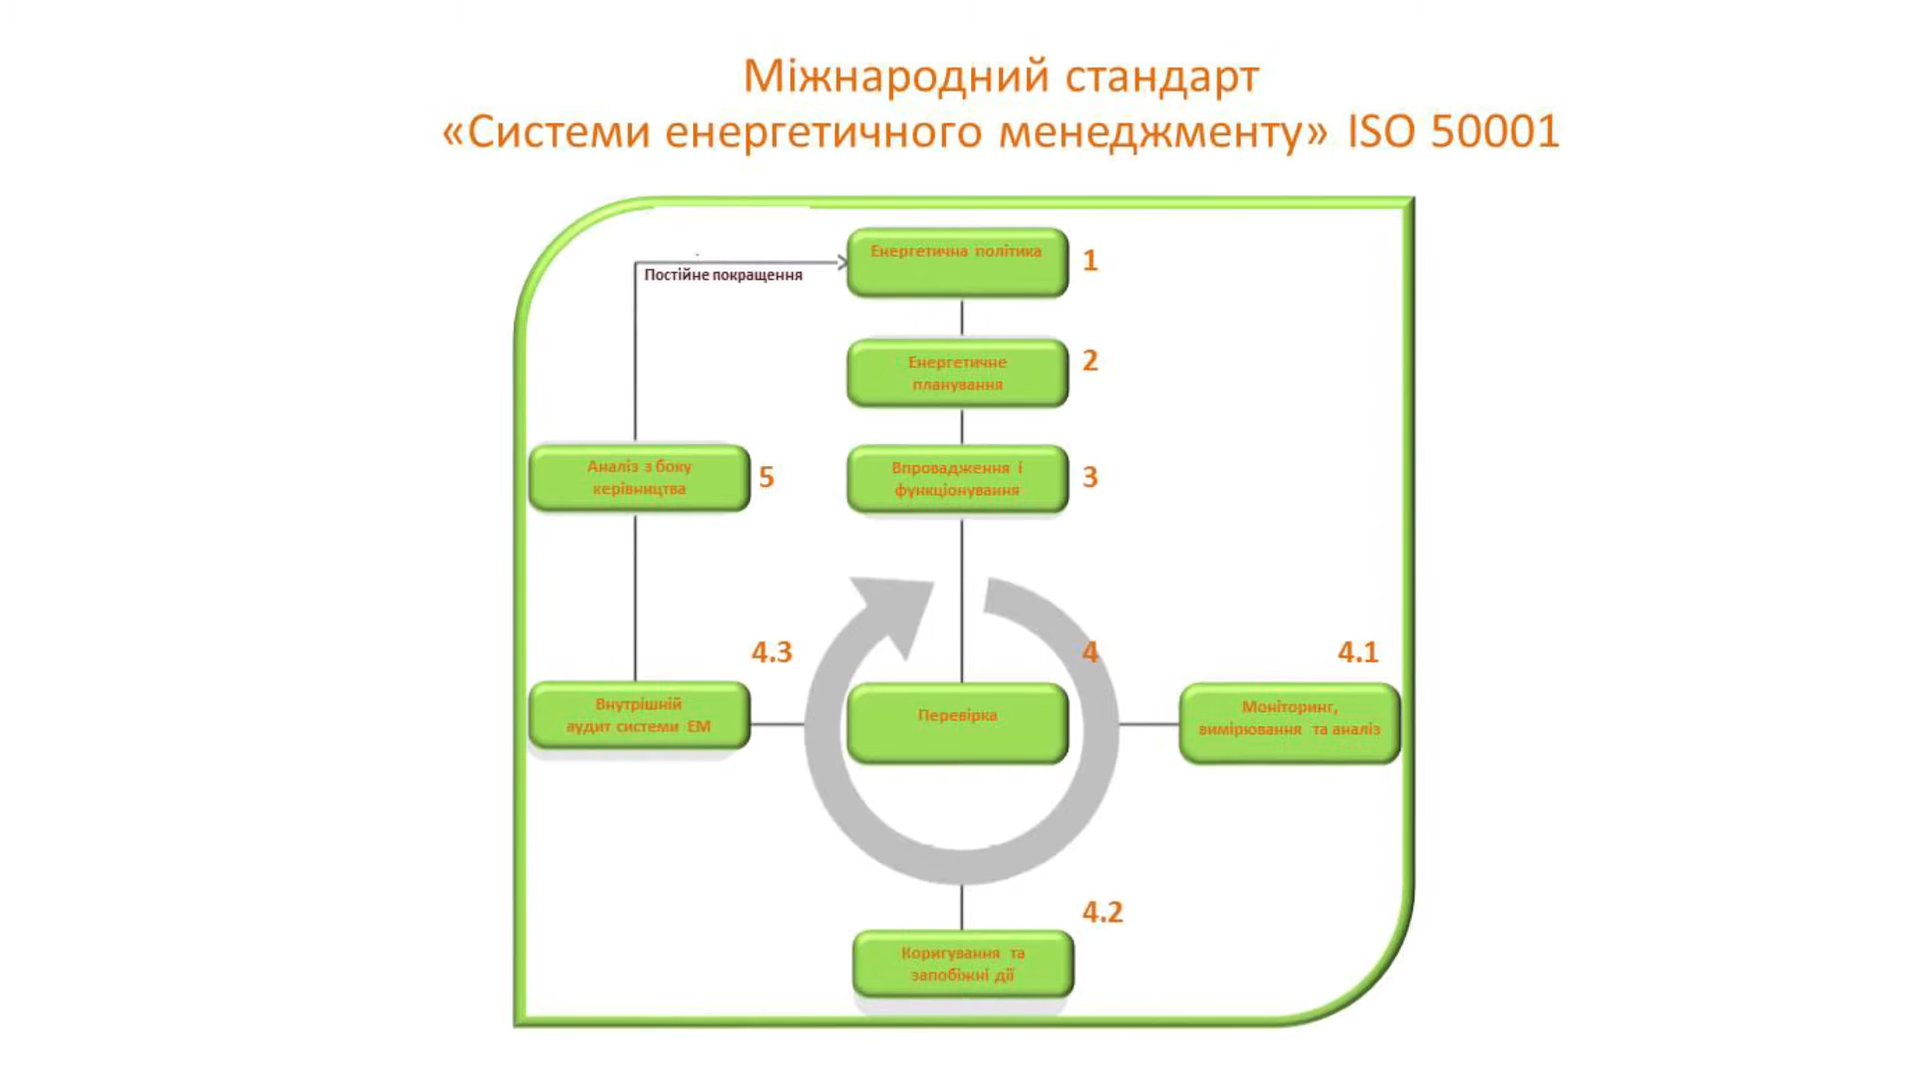 Міжнародний стандарт
«Системи енергетичного менеджменту» ISO 50001
Енергетична політика
1
Постійне покращення
Енергетичне
планування
2
Аналіз з боку
керівництва
5
Впровадження і
функціонування
3
4.3
4
4.1
Внутрішній
аудит системи ЕМ
Перевірка
Моніторинг,
вимірювання та аналіз
4.2
Коригування та
запобіжні дії